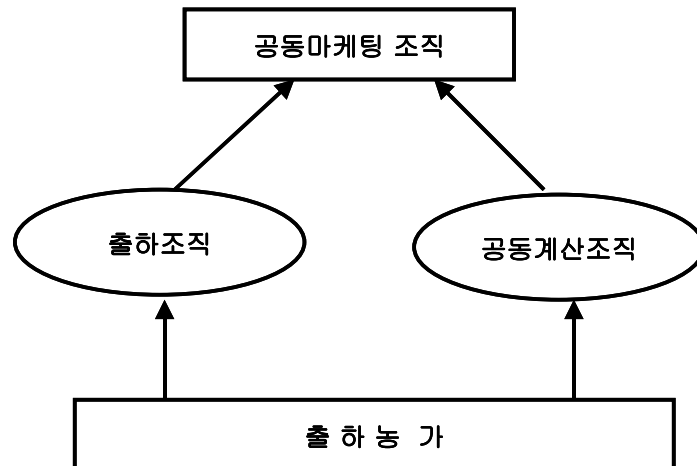 공동마케팅 조직
출하조직
공동계산조직
출 하 농 가